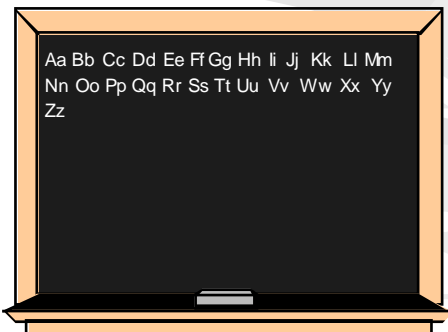 Aa Bb Cc Dd Ee Ff Gg Hh Ii Jj Kk Ll Mm
Nn Oo Pp Qq Rr Ss Tt Uu Vv Ww Xx Yy
Zz